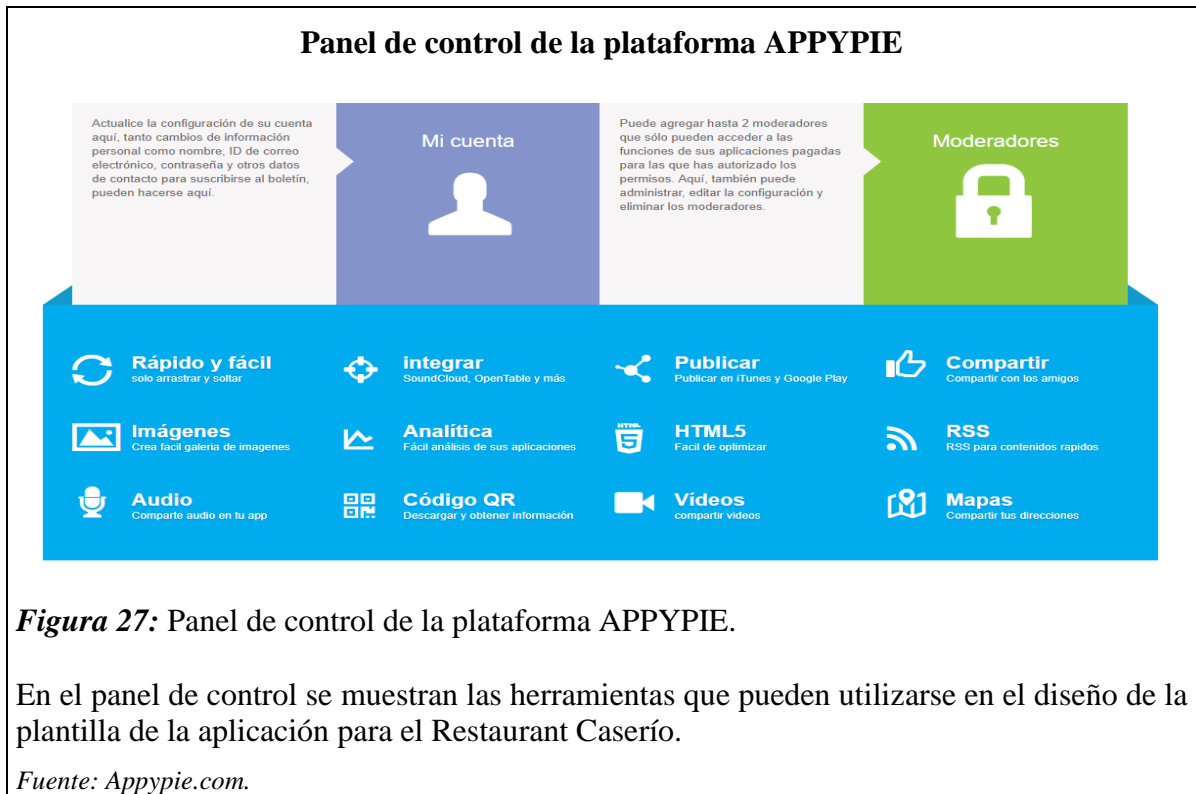 Panel de control de la plataforma APPYPIE
Actualice la configuración de su cuenta
aquí, tanto cambios de información
personal como nombre, ID de correo
electrónico, contraseña y otros datos
de contacto para suscribirse al boletín,
pueden hacerse aquí.
Mi cuenta
Puede agregar hasta 2 moderadores
que sólo pueden acceder a las
funciones de sus aplicaciones pagadas
para las que has autorizado los
permisos. Aquí, también puede
administrar, editar la configuración y
eliminar los moderadores.
Moderadores
Rápido y fácil
solo arrastrar y soltar
integrar
SoundCloud, OpenTable y más
Publicar
Publicar en iTunes y Google Play
Compartir
Compartir con los amigos
Imágenes
Crea facil galeria de imagenes
Analítica
Fácil análisis de sus aplicaciones
HTML
5
HTML5
Facil de optimizar
RSS
RSS para contenidos rapidos
Audio
Comparte audio en tu app
Código QR
Descargar y obtener información
Vídeos
compartir videos
Mapas
Compartir tus direcciones
Figura 27: Panel de control de la plataforma APPYPIE.
En el panel de control se muestran las herramientas que pueden utilizarse en el diseño de la
plantilla de la aplicación para el Restaurant Caserío.
Fuente: Appypie.com.